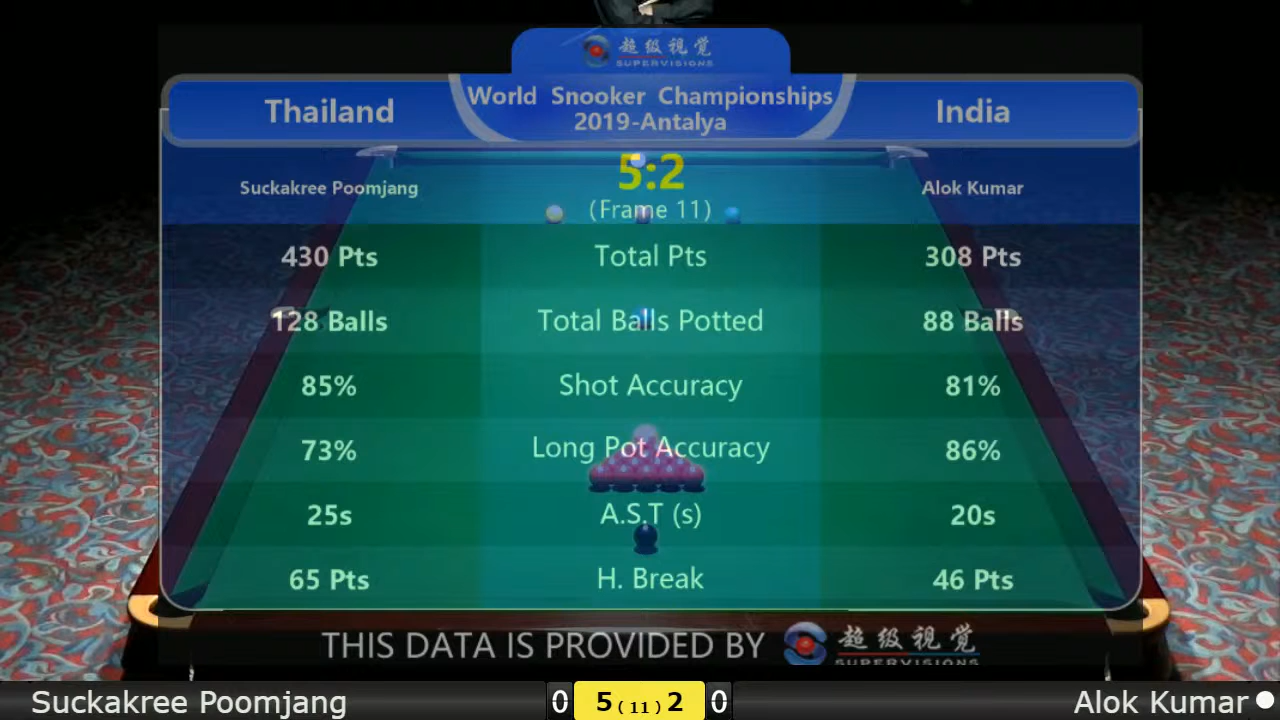 超级视觉
SUPERVISIONS
Thailand
World Snooker Championships
2019-Antalya
India
Suckakree Poomjang
5:2
Alok Kumar
(Frame 11)
430 Pts Total Pts 308 Pts
128 Balls Total Balls Potted 88 Balls
85% Shot Accuracy 81%
73% Long Pot Accuracy 86%
25s A.S.T (s) 20s
65 Pts H. Break 46 Pts
THIS DATA IS PROVIDED BY 超级视觉
SUPERVISIONS
Suckakree Poomjang 0 5 (11) 2 0 Alok Kumar